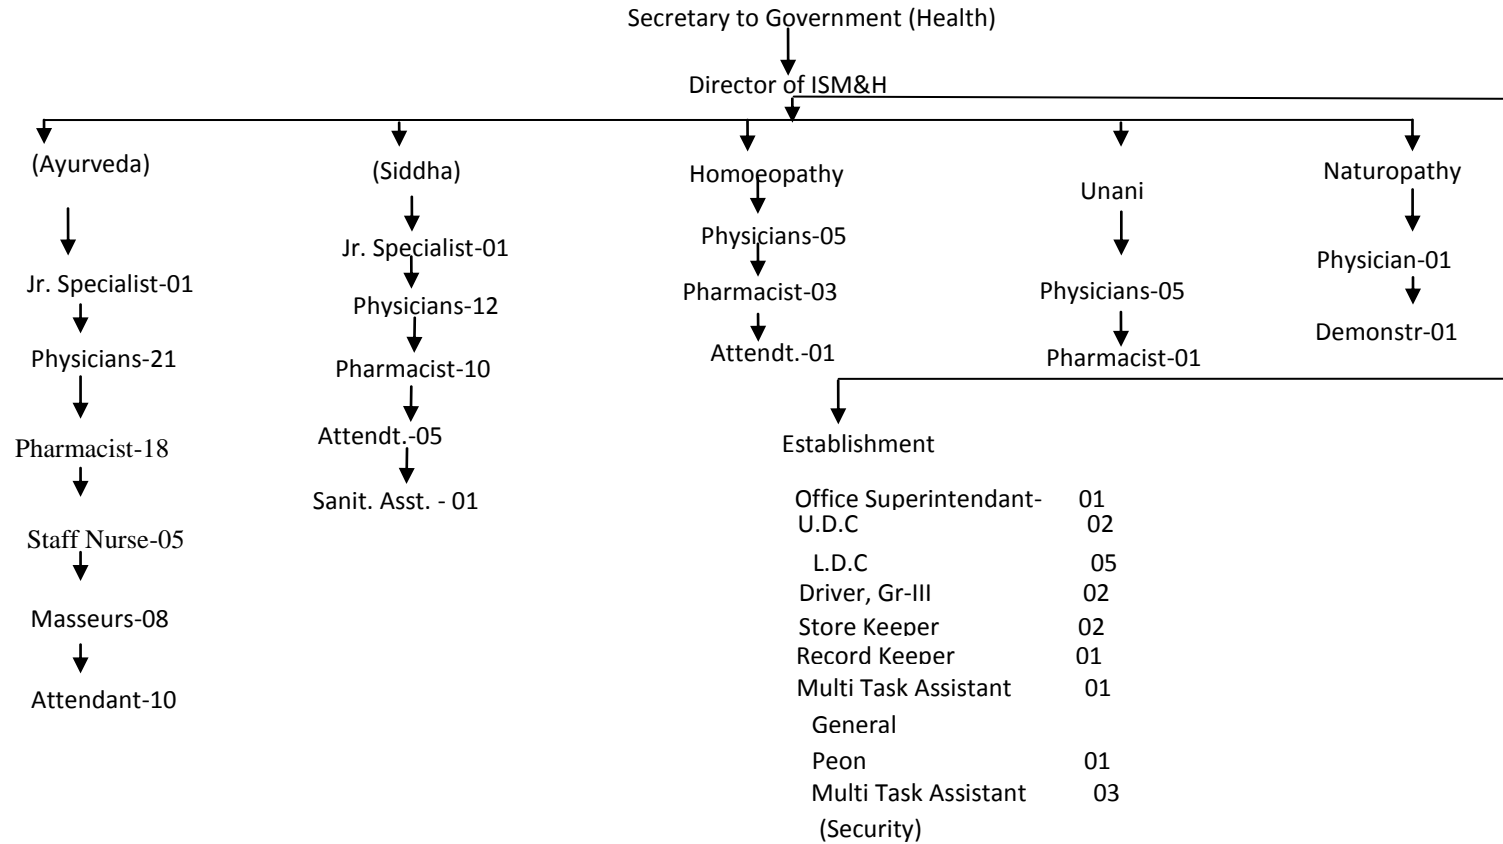 Secretary to Government (Health)
Director of ISM&H
(Ayurveda)
Jr. Specialist-01
Physicians-21
Pharmacist-18
Staff Nurse-05
Masseurs-08
Attendant-10
(Siddha)
Jr. Specialist-01
Physicians-12
Pharmacist-10
Attendt.-05
Sanit. Asst. - 01
Homoeopathy
Physicians-05
Pharmacist-03
Attendt.-01
Unani
Physicians-05
Pharmacist-01
Naturopathy
Physician-01
Demonstr-01
Establishment
Office Superintendant- 01
U.D.C 02
L.D.C 05
Driver, Gr-III 02
Store Keeper 02
Record Keeper 01
Multi Task Assistant 01
General
Peon 01
Multi Task Assistant 03
(Security)